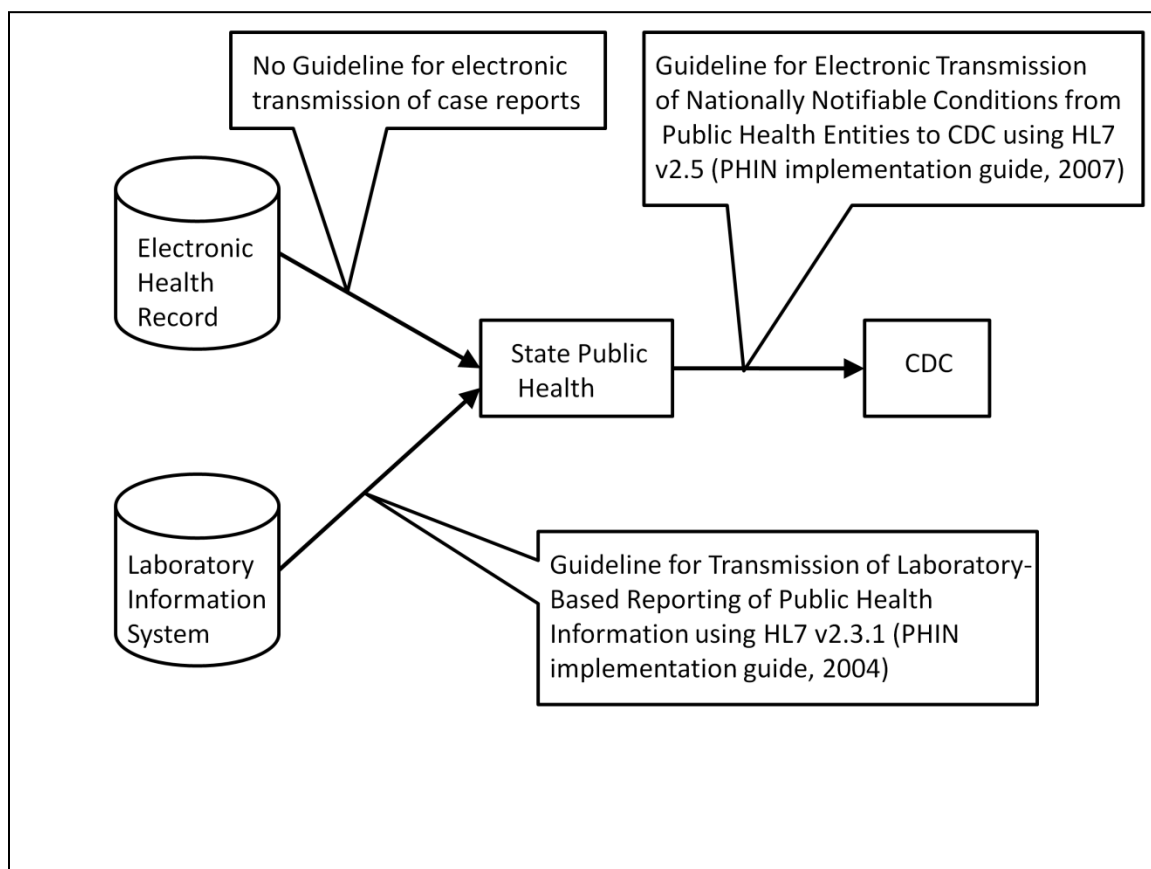 No Guideline for electronic
transmission of case reports
Guideline for Electronic Transmission
of Nationally Notifiable Conditions from
Public Health Entities to CDC using HL7
v2.5 (PHIN implementation guide, 2007)
Electronic
Health
Record
State Public
Health
CDC
Laboratory
Information
System
Guideline for Transmission of Laboratory-
Based Reporting of Public Health
Information using HL7 v2.3.1 (PHIN
implementation guide, 2004)